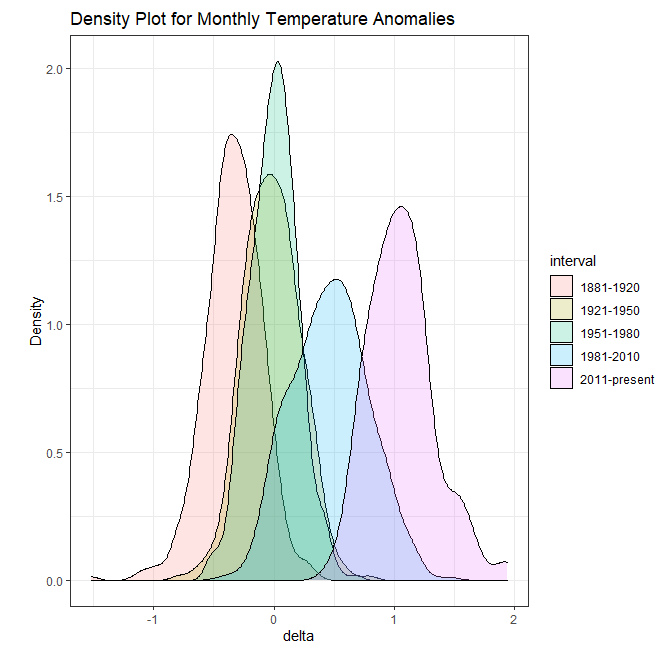 Density Plot for Monthly Temperature Anomalies
2.0
1.5
1.0
0.5
0.0
Density
-1
0
1
2
delta
interval
1881-1920
1921-1950
1951-1980
1981-2010
2011-present